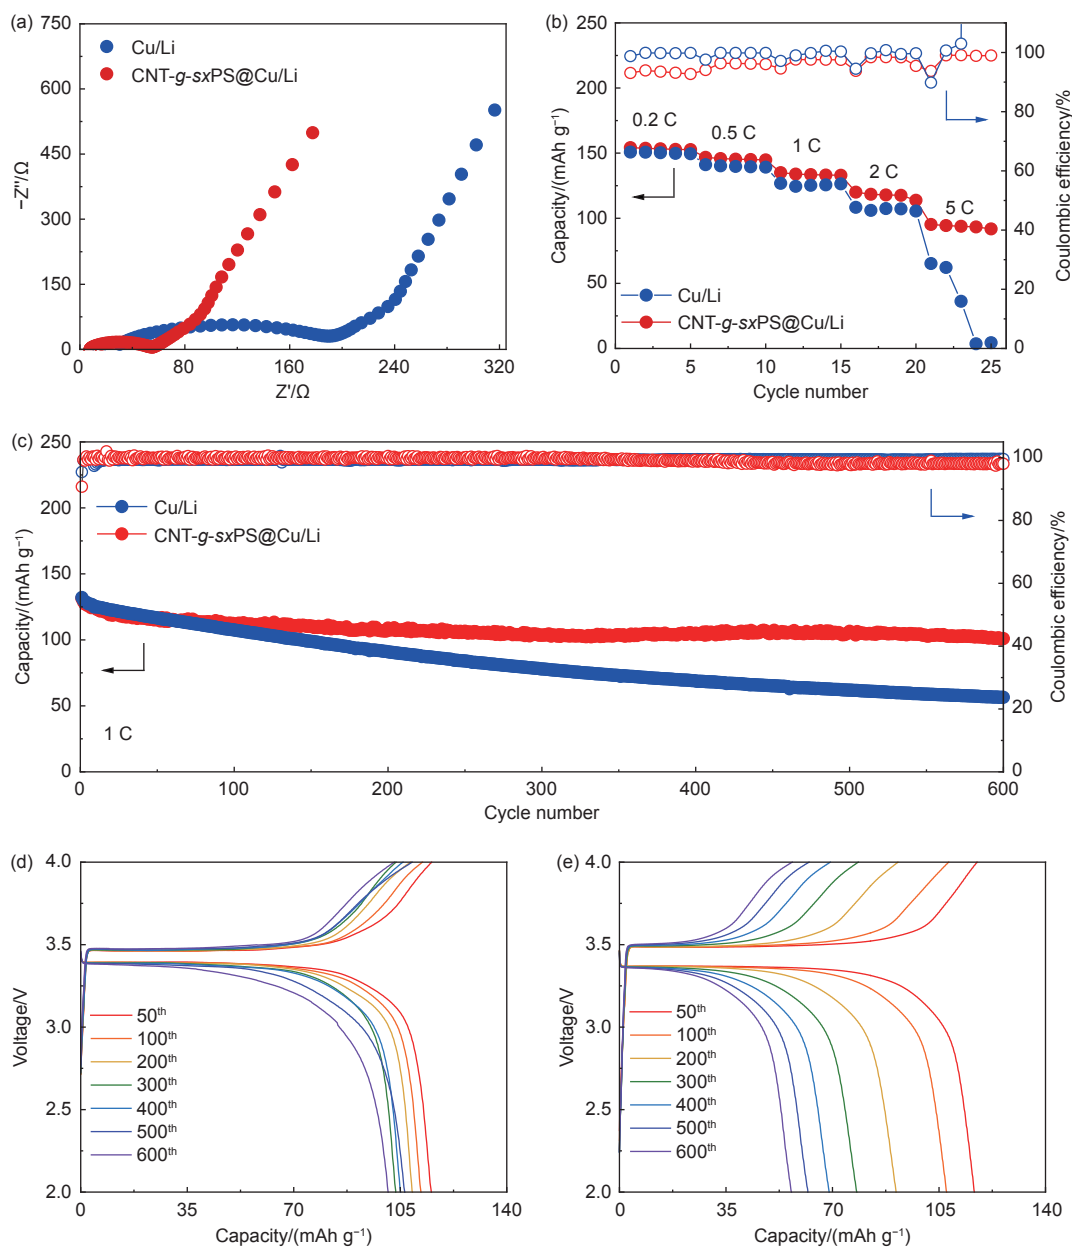 (a)
750
600
450
300
150
0
−Z″/Ω
Cu/Li
CNT-g-sxPS@Cu/Li
0
80
160
240
320
Z′/Ω
(b)
250
200
150
100
50
0
Capacity/(mAh g⁻¹)
0.2 C
0.5 C
1 C
2 C
5 C
Cu/Li
CNT-g-sxPS@Cu/Li
100
80
60
40
20
0
Coulombic efficiency/%
0
5
10
15
20
25
Cycle number
(c)
250
200
150
100
50
0
Capacity/(mAh g⁻¹)
Cu/Li
CNT-g-sxPS@Cu/Li
1 C
100
80
60
40
20
0
Coulombic efficiency/%
0
100
200
300
400
500
600
Cycle number
(d)
4.0
3.5
3.0
2.5
2.0
Voltage/V
50th
100th
200th
300th
400th
500th
600th
0
35
70
105
140
Capacity/(mAh g⁻¹)
(e)
4.0
3.5
3.0
2.5
2.0
Voltage/V
50th
100th
200th
300th
400th
500th
600th
0
35
70
105
140
Capacity/(mAh g⁻¹)